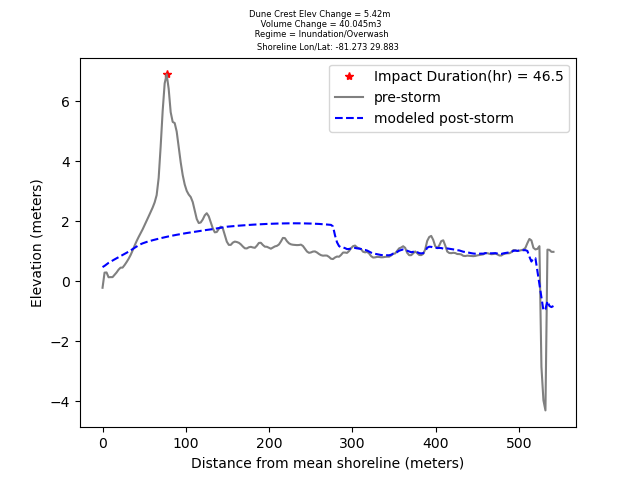 Dune Crest Elev Change = 5.42m
Volume Change = 40.045m3
Regime = Inundation/Overwash
Shoreline Lon/Lat: -81.273 29.883
Impact Duration(hr) = 46.5
pre-storm
modeled post-storm
Elevation (meters)
6
4
2
0
−2
−4
0 100 200 300 400 500
Distance from mean shoreline (meters)